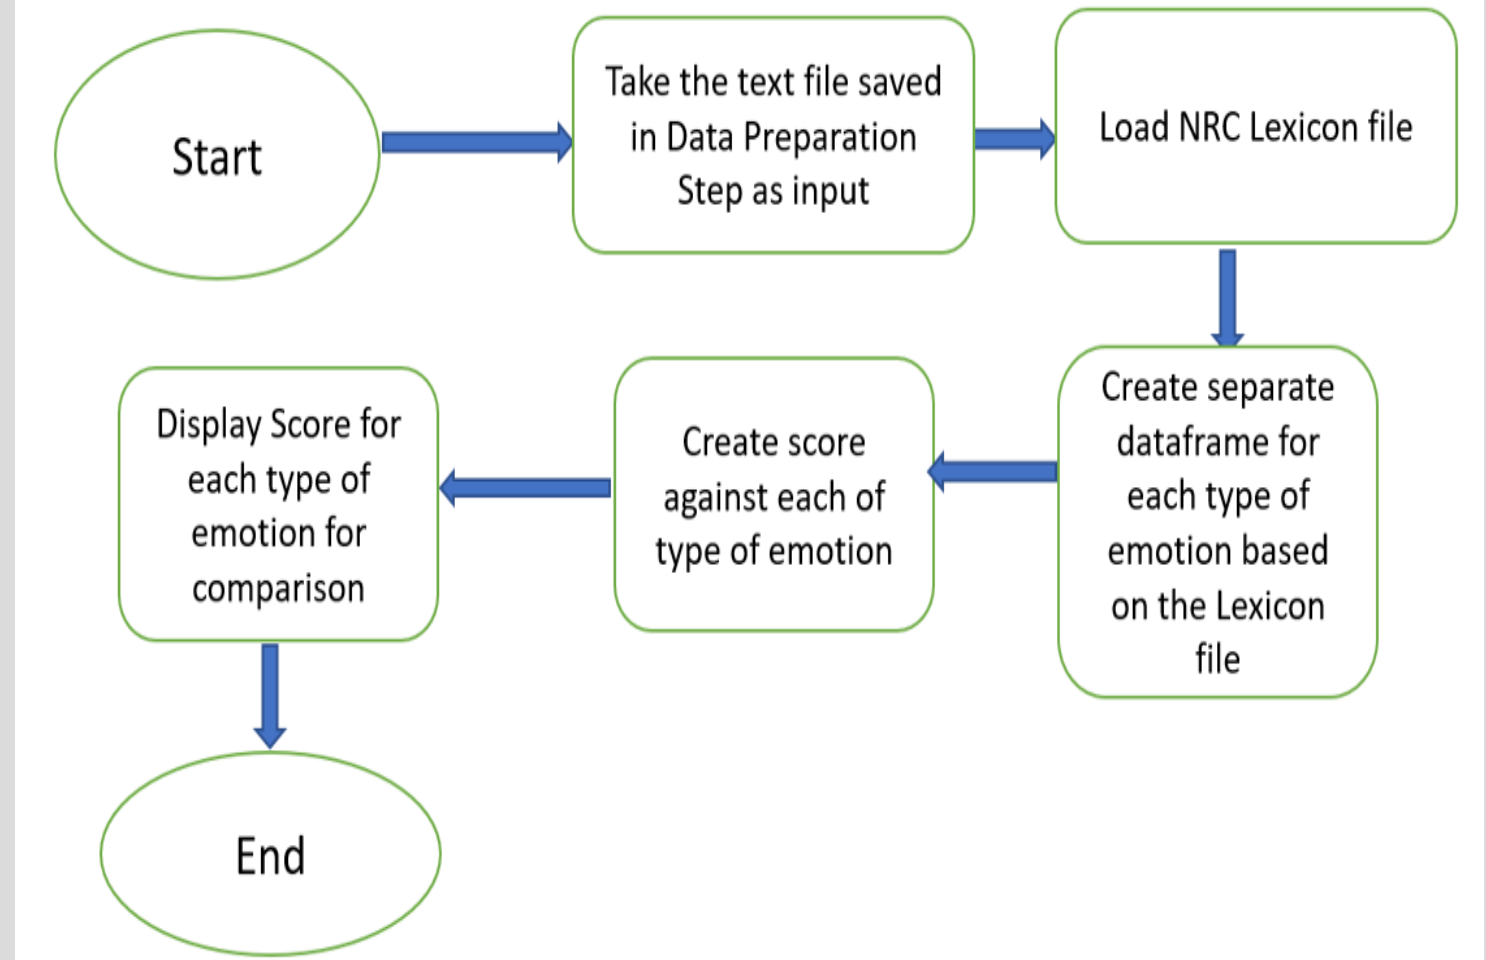 Start
Take the text file saved
in Data Preparation
Step as input
Load NRC Lexicon file
Create separate
dataframe for
each type of
emotion based
on the Lexicon
file
Create score
against each of
type of emotion
Display Score for
each type of
emotion for
comparison
End